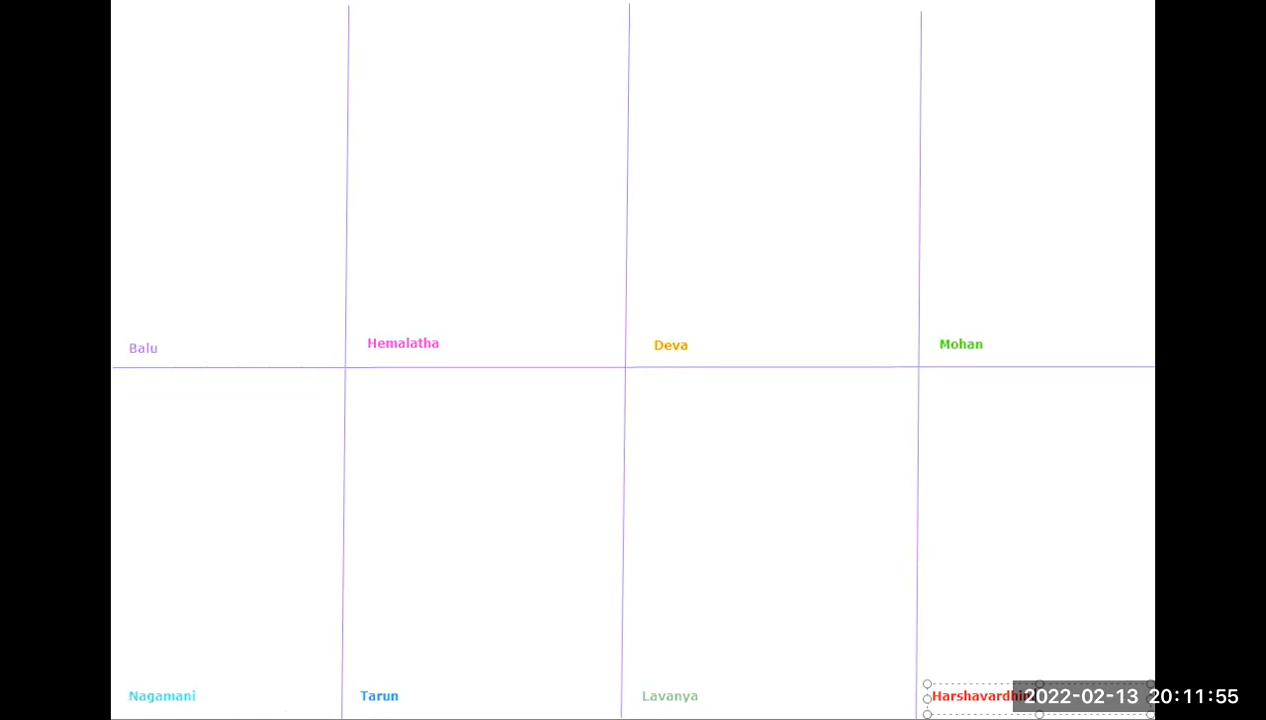 Balu
Hemalatha
Deva
Mohan
Nagamani
Tarun
Lavanya
2022-02-13 20:11:55